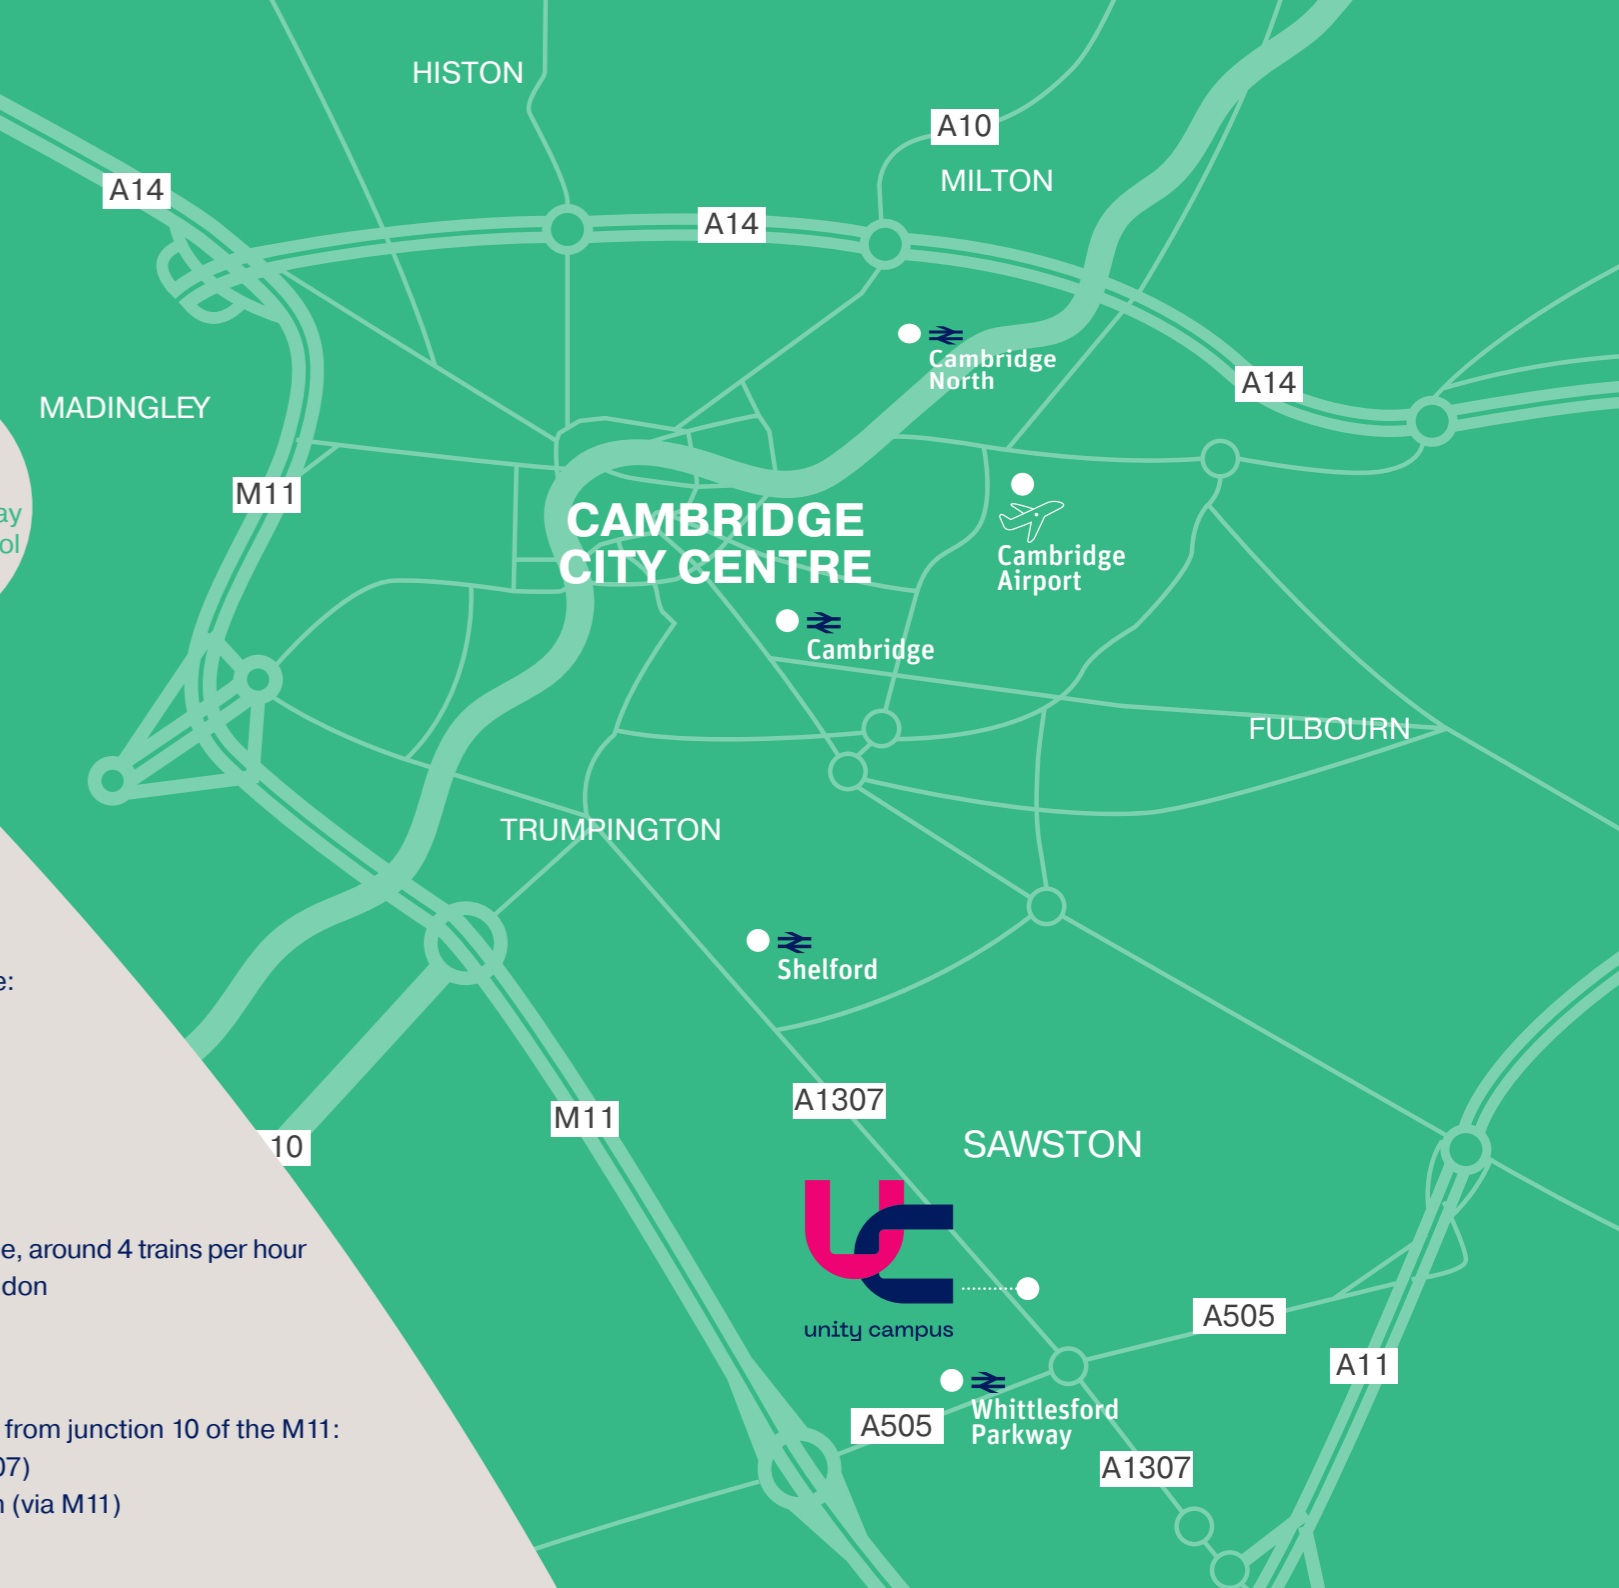 HISTON
A10
MILTON
A14
A14
Cambridge
North
A14
MADINGLEY
M11
ay
ol
CAMBRIDGE
CITY CENTRE
Cambridge
Airport
Cambridge
FULBOURN
TRUMPINGTON
Shelford
e:
A1307
M11
SAWSTON
10
e, around 4 trains per hour
don
unity campus
A505
A11
Whittlesford
Parkway
A505
from junction 10 of the M11:
07)
A1307
n (via M11)